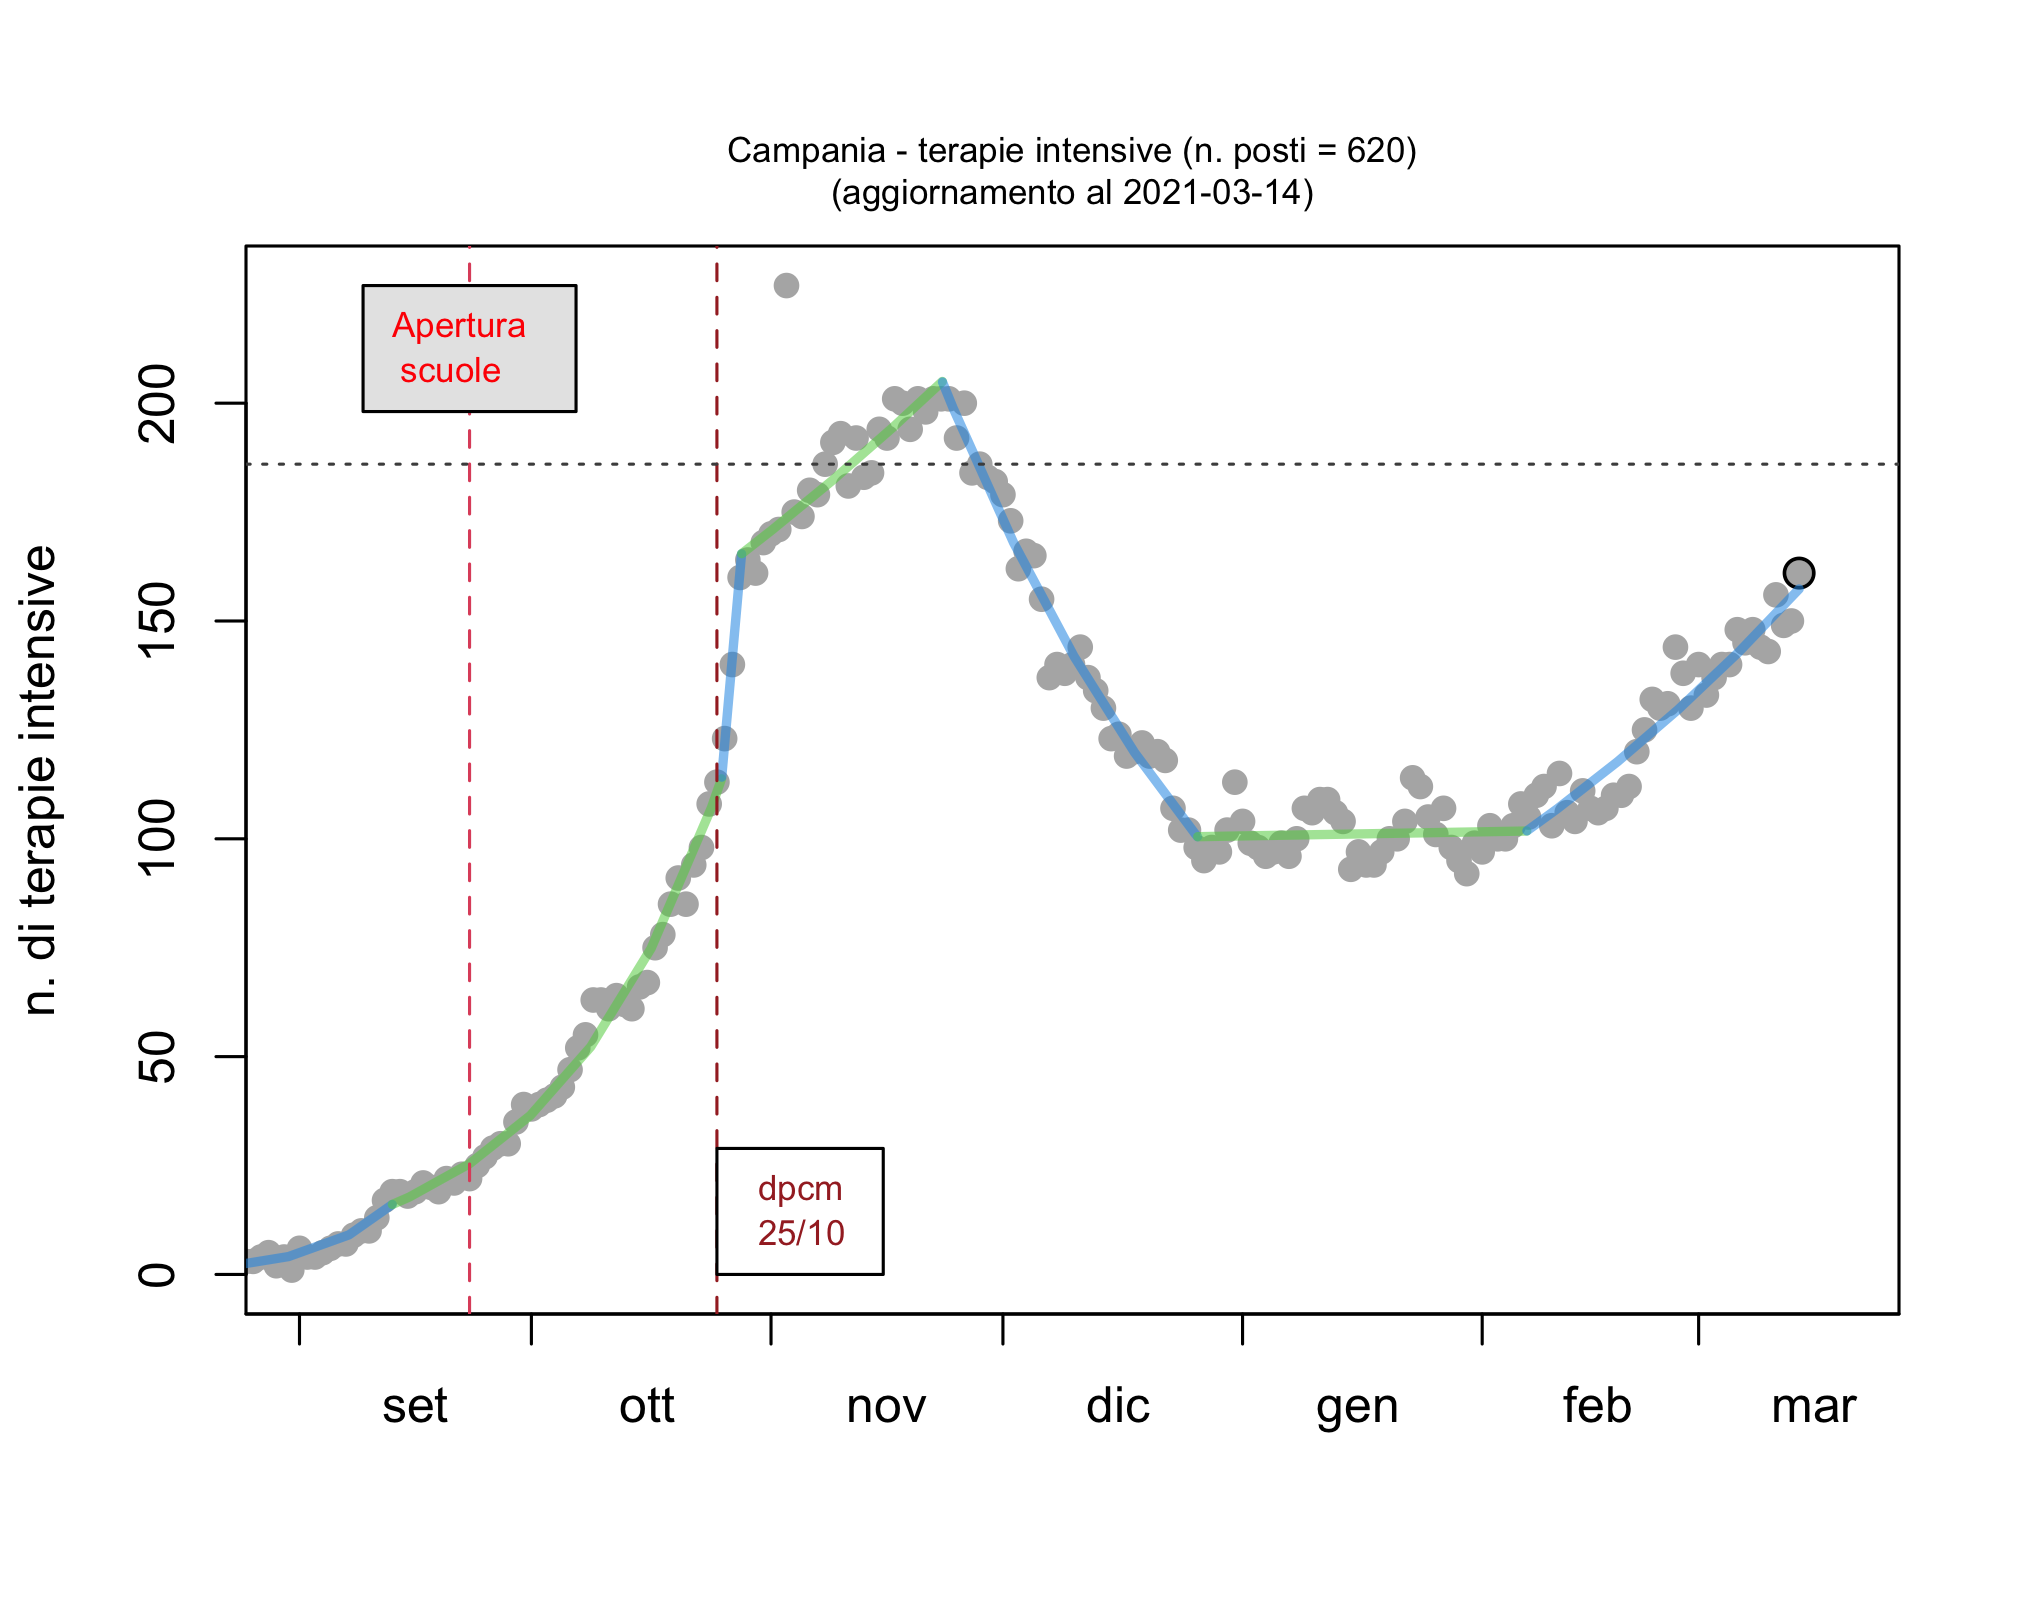 Campania - terapie intensive (n. posti = 620)
(aggiornamento al 2021-03-14)
Apertura
scuole
n. di terapie intensive
200
150
100
50
0
dpcm
25/10
set ott nov dic gen feb mar